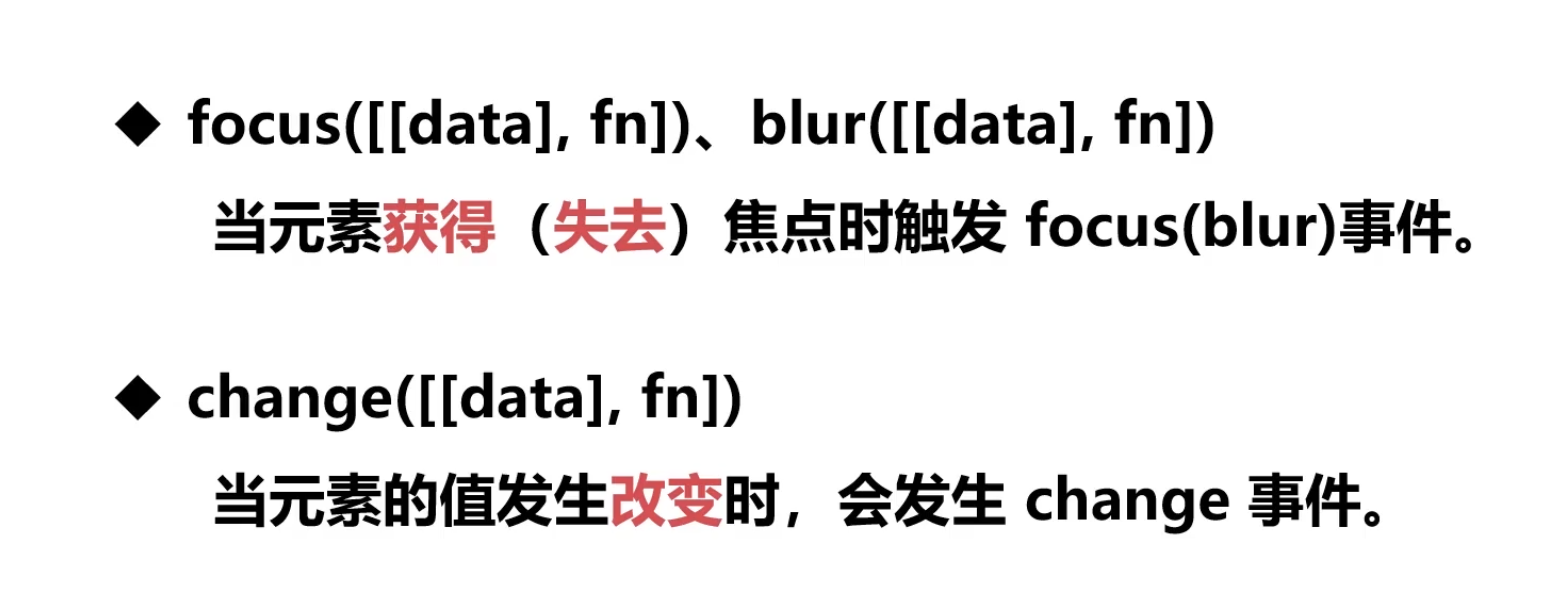 ◆ focus([[data], fn])、blur([[data], fn])
当元素获得（失去）焦点时触发 focus(blur)事件。
◆ change([[data], fn])
当元素的值发生改变时，会发生 change 事件。